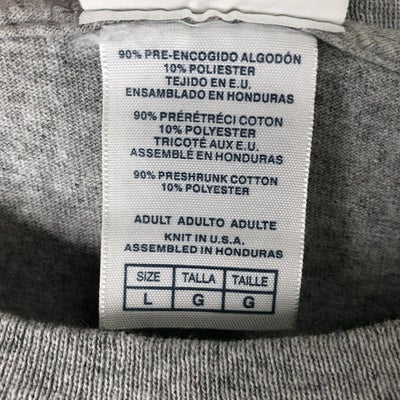 90% PRE-ENCOGIDO ALGODÓN
10% POLIESTER
TEJIDO EN E.U.
ENSAMBLADO EN HONDURAS
90% PRÉRÉTRÉCI COTON
10% POLYESTER
TRICOTÉ AUX E.U.
ASSEMBLÉ EN HONDURAS
90% PRESHRUNK COTTON
10% POLYESTER
ADULT ADULTO ADULTE
KNIT IN U.S.A.
ASSEMBLED IN HONDURAS
SIZE TALLA TAILLE
L G G